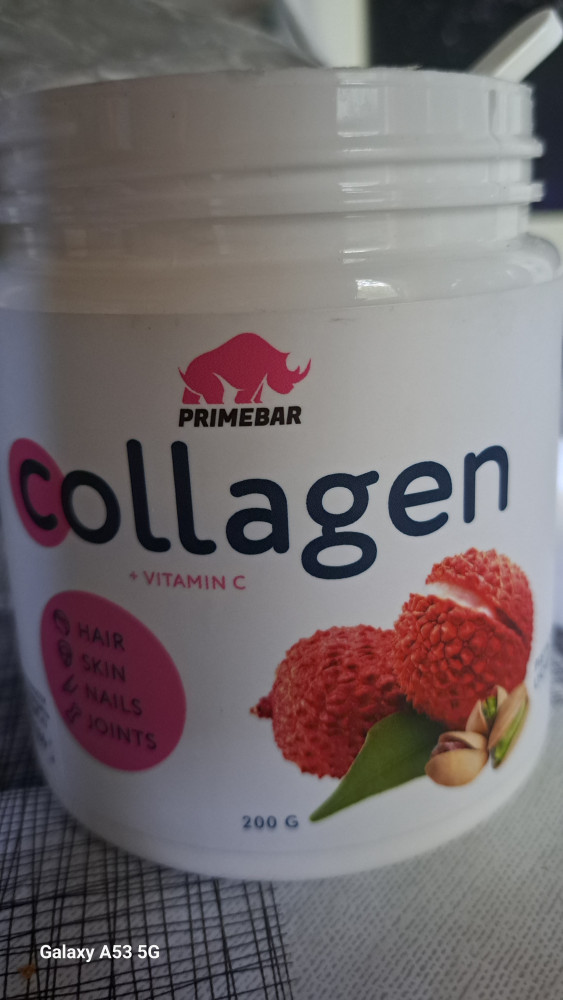 PRIMEBAR
collagen
+ VITAMIN C
HAIR
SKIN
NAILS
JOINTS
200 G
Galaxy A53 5G